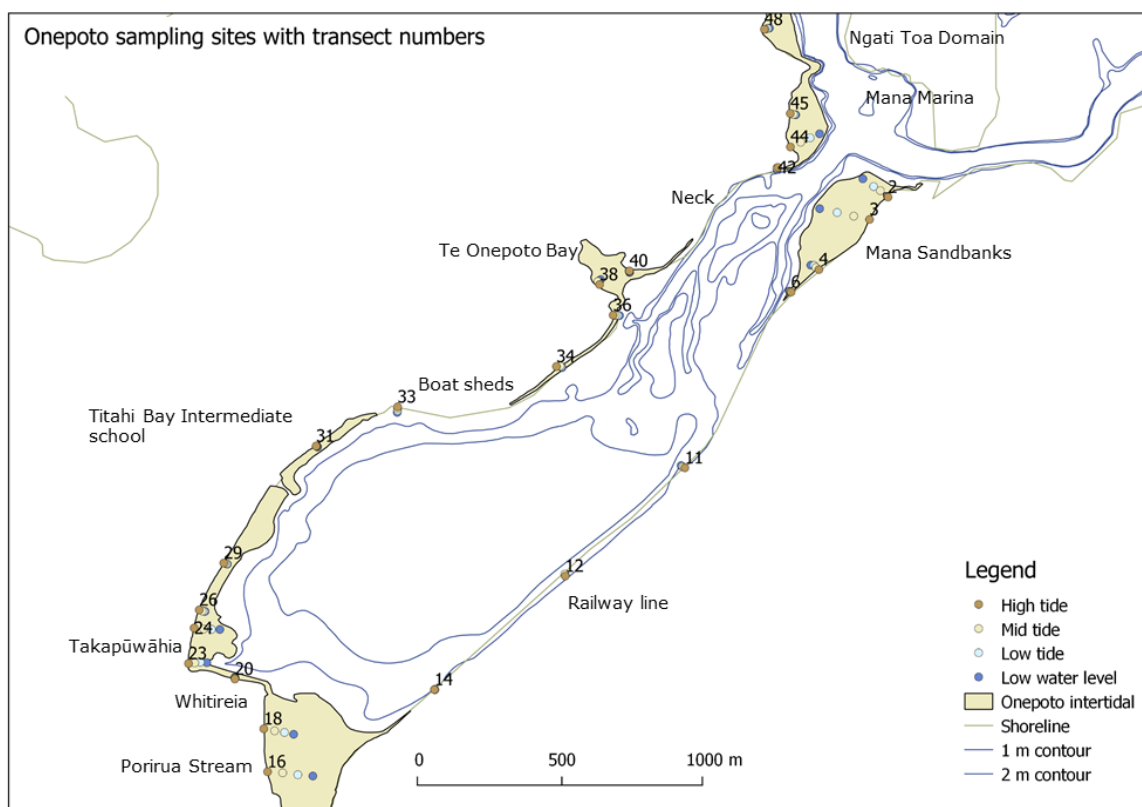 Onepoto sampling sites with transect numbers
48
Ngati Toa Domain
Mana Marina
45
44
42
2
Neck
3
Mana Sandbanks
Te Onepoto Bay
40
4
38
6
36
34
Boat sheds
33
Titahi Bay Intermediate
school
31
11
29
12
Railway line
26
24
Takapūwāhia
23
20
14
Whitireia
18
16
Porirua Stream
0 500 1000 m
Legend
High tide
Mid tide
Low tide
Low water level
Onepoto intertidal
Shoreline
1 m contour
2 m contour